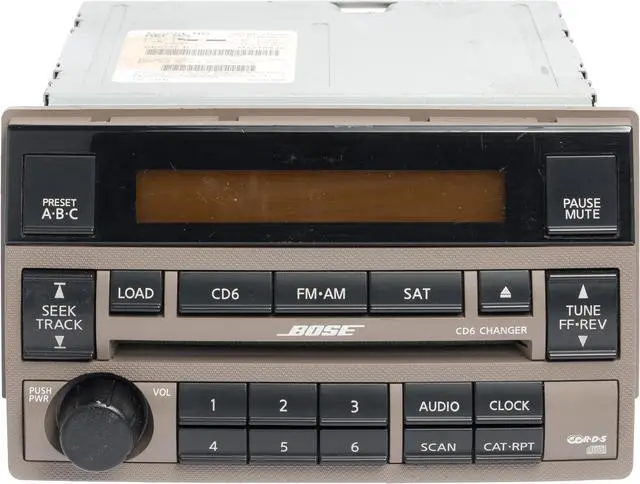 PRESET
A·B·C
PAUSE
MUTE
SEEK
TRACK
LOAD
CD6
FM·AM
SAT
TUNE
FF·REV
BOSE
CD6 CHANGER
PUSH
PWR
VOL
1
2
3
AUDIO
CLOCK
4
5
6
SCAN
CAT·RPT